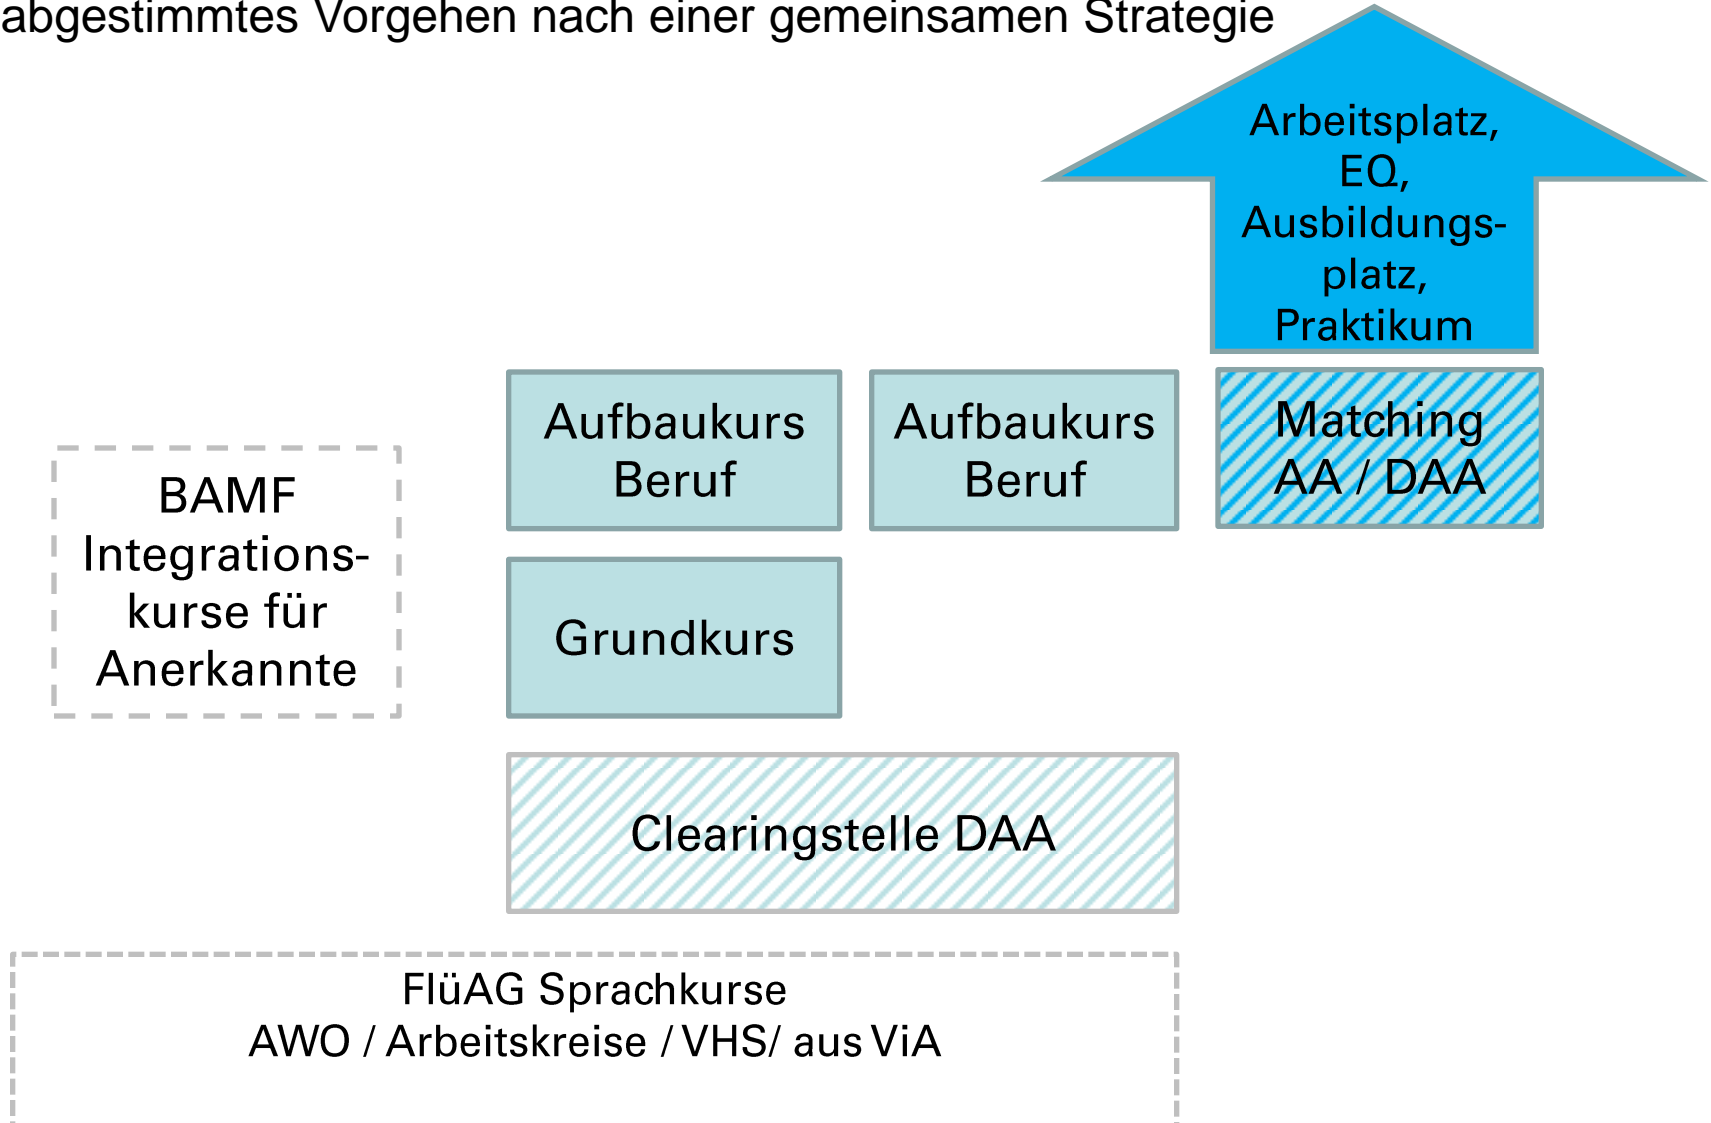 abgestimmtes Vorgehen nach einer gemeinsamen Strategie
Arbeitsplatz,
EQ,
Ausbildungs-
platz,
Praktikum
Aufbaukurs
Beruf
Aufbaukurs
Beruf
Matching
AA / DAA
BAMF
Integrations-
kurse für
Anerkannte
Grundkurs
Clearingstelle DAA
FlüAG Sprachkurse
AWO / Arbeitskreise / VHS/ aus ViA